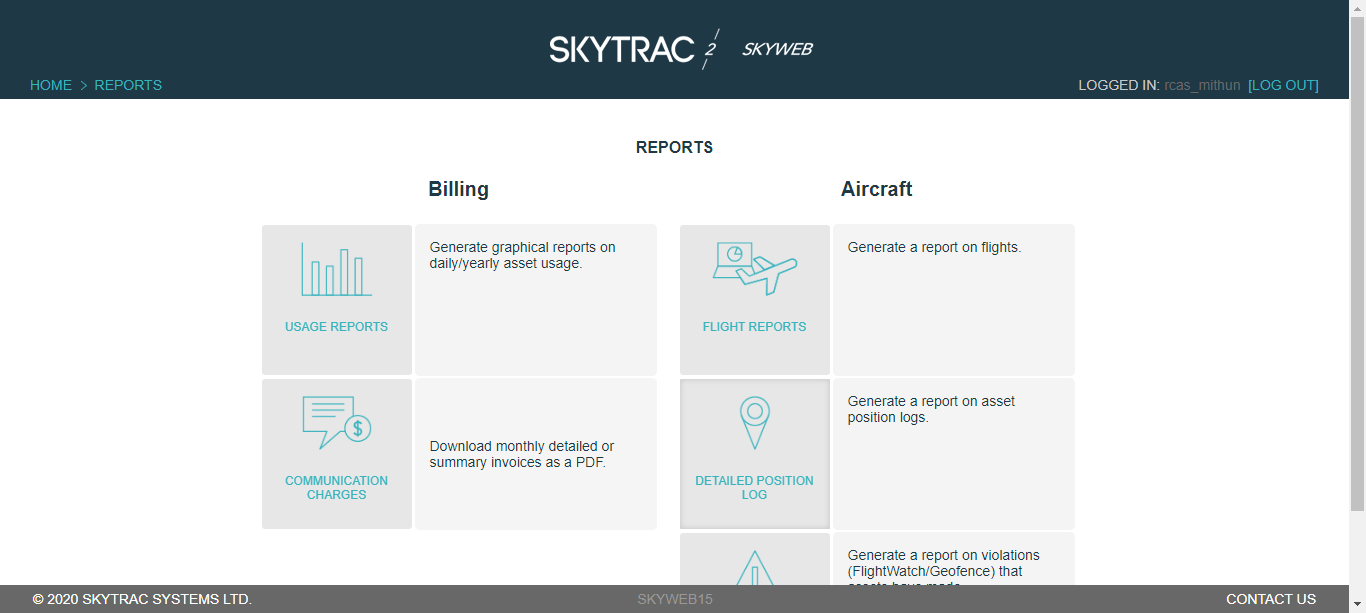 SKYTRAC 2 SKYWEB
HOME > REPORTS
LOGGED IN: rcas_mithun [LOG OUT]
REPORTS
Billing
USAGE REPORTS
Generate graphical reports on
daily/yearly asset usage.
$
COMMUNICATION
CHARGES
Download monthly detailed or
summary invoices as a PDF.
Aircraft
FLIGHT REPORTS
Generate a report on flights.
DETAILED POSITION
LOG
Generate a report on asset
position logs.
Generate a report on violations
(FlightWatch/Geofence) that
© 2020 SKYTRAC SYSTEMS LTD.
SKYWEB15
CONTACT US